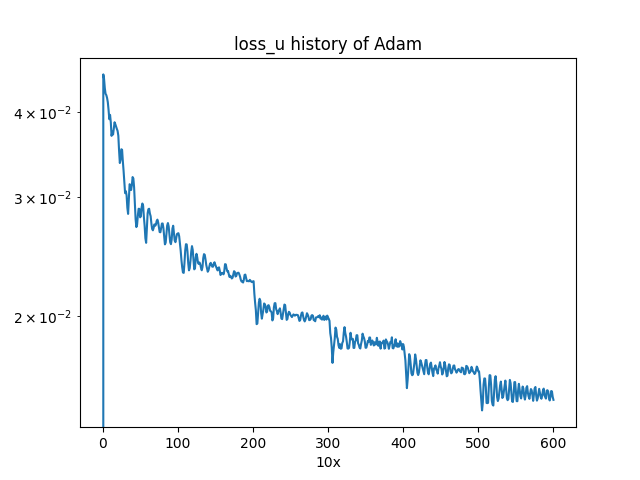 loss_u history of Adam
4 × 10⁻²
3 × 10⁻²
2 × 10⁻²
0 100 200 300 400 500 600
10x